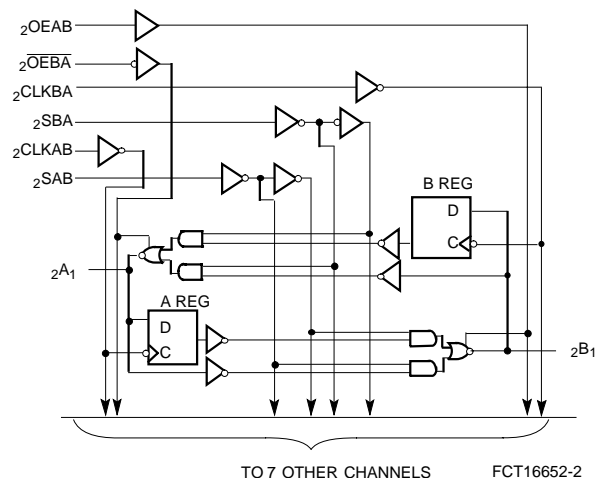 2OEAB
2OEBA
2CLKBA
2SBA
2CLKAB
2SAB
B REG
D
C
2A1
A REG
D
C
2B1
TO 7 OTHER CHANNELS
FCT16652-2